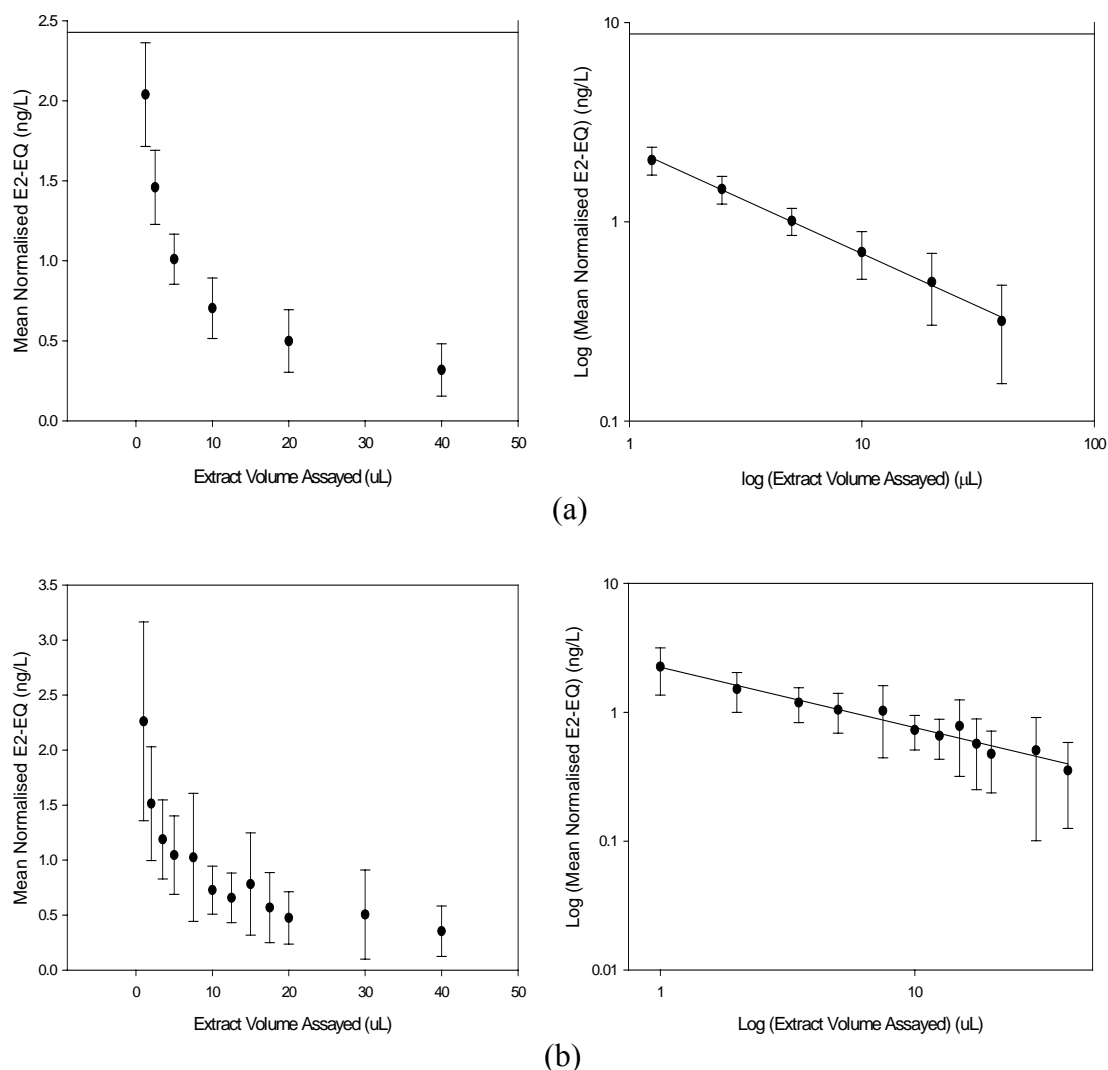 Mean Normalised E2-EQ (ng/L)
2.5
2.0
1.5
1.0
0.5
0.0
0 10 20 30 40 50
Extract Volume Assayed (uL)
Log (Mean Normalised E2-EQ) (ng/L)
10
1
0.1
1 10 100
log (Extract Volume Assayed) (μL)
(a)
Mean Normalised E2-EQ (ng/L)
3.5
3.0
2.5
2.0
1.5
1.0
0.5
0.0
0 10 20 30 40 50
Extract Volume Assayed (uL)
Log (Mean Normalised E2-EQ) (ng/L)
10
1
0.1
0.01
1 10
Log (Extract Volume Assayed) (uL)
(b)